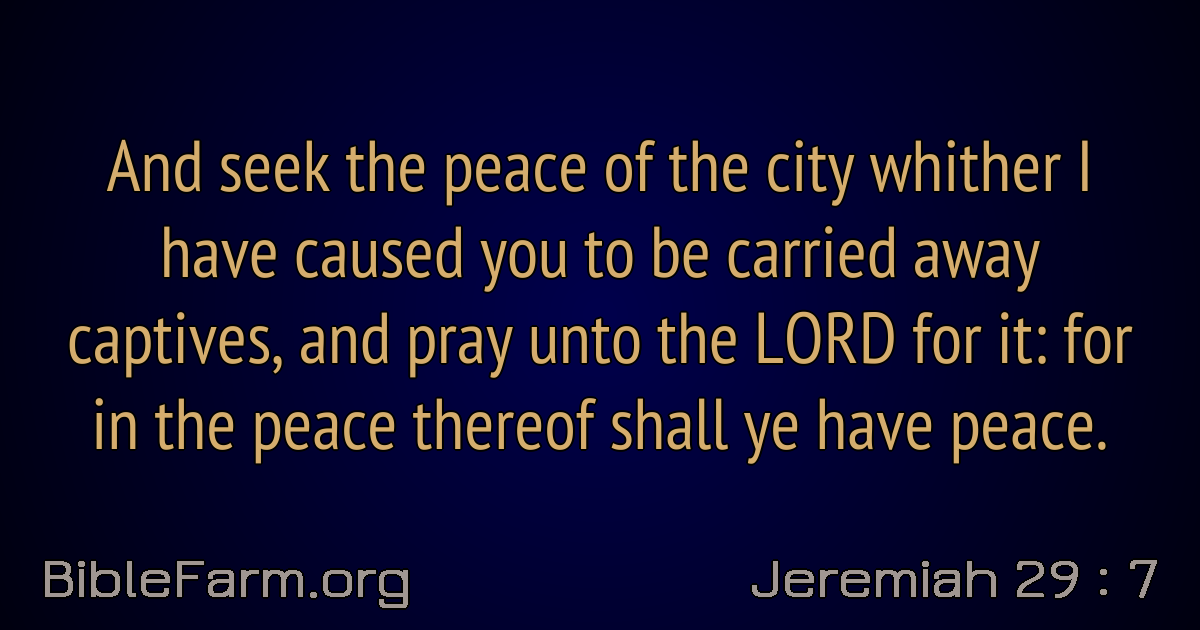 And seek the peace of the city whither I
have caused you to be carried away
captives, and pray unto the LORD for it: for
in the peace thereof shall ye have peace.
BibleFarm.org
Jeremiah 29 : 7